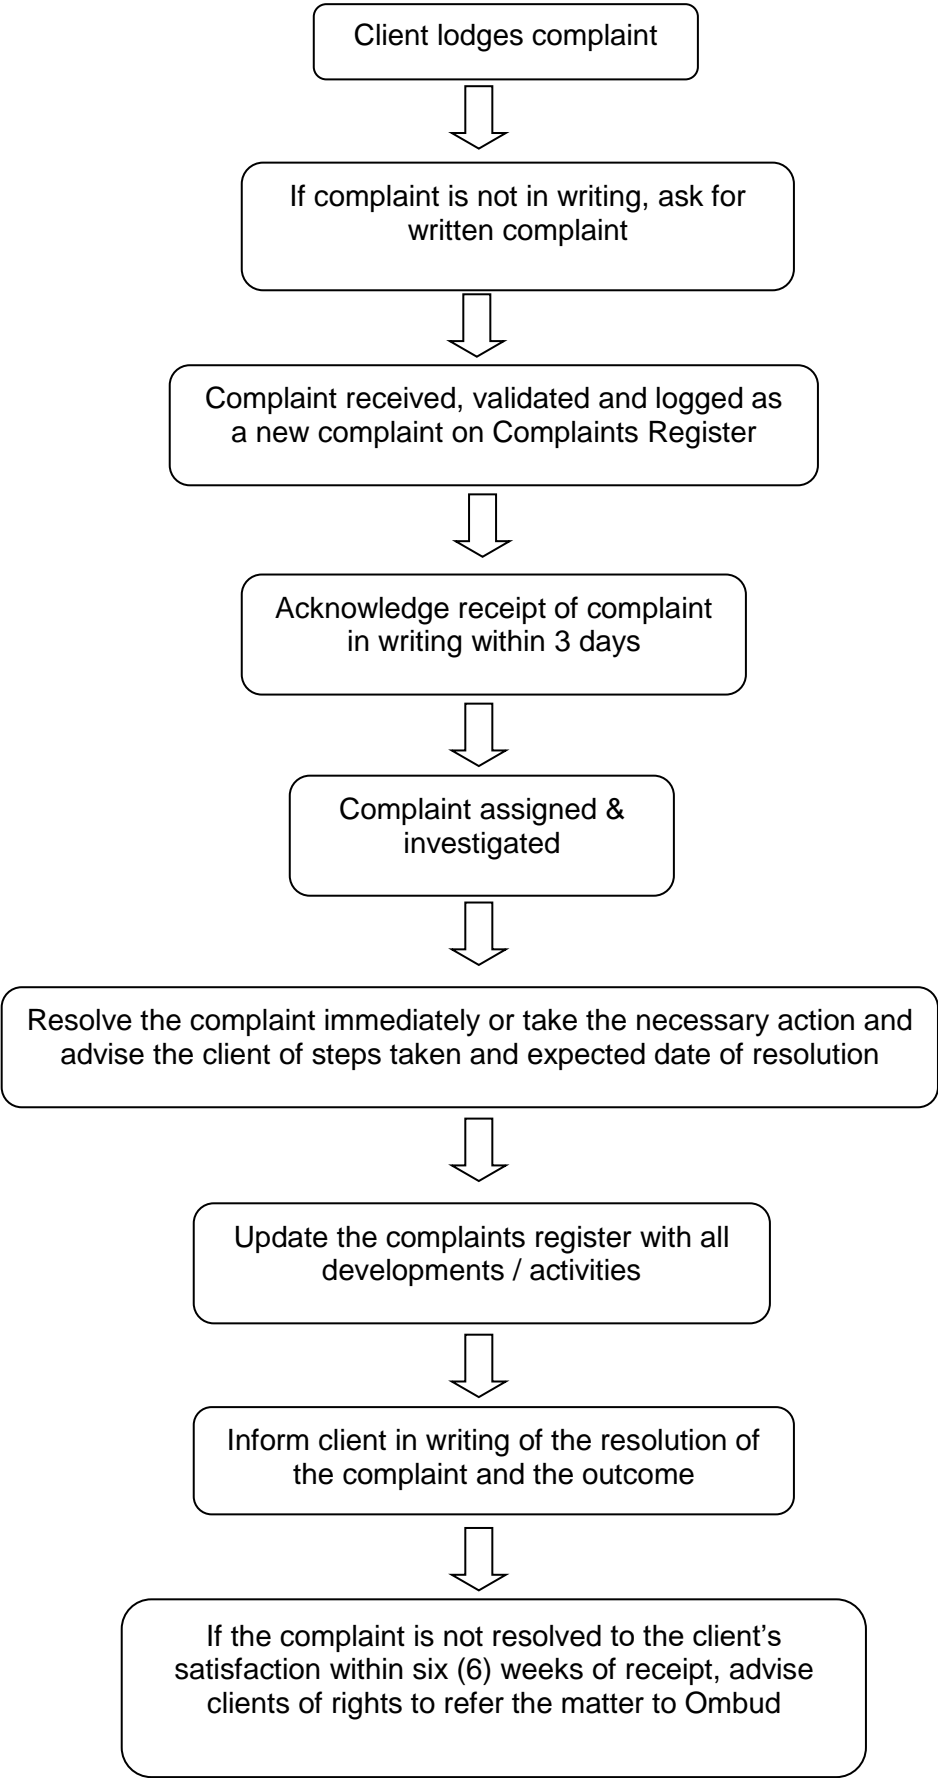 Client lodges complaint
If complaint is not in writing, ask for
written complaint
Complaint received, validated and logged as
a new complaint on Complaints Register
Acknowledge receipt of complaint
in writing within 3 days
Complaint assigned &
investigated
Resolve the complaint immediately or take the necessary action and
advise the client of steps taken and expected date of resolution
Update the complaints register with all
developments / activities
Inform client in writing of the resolution of
the complaint and the outcome
If the complaint is not resolved to the client’s
satisfaction within six (6) weeks of receipt, advise
clients of rights to refer the matter to Ombud